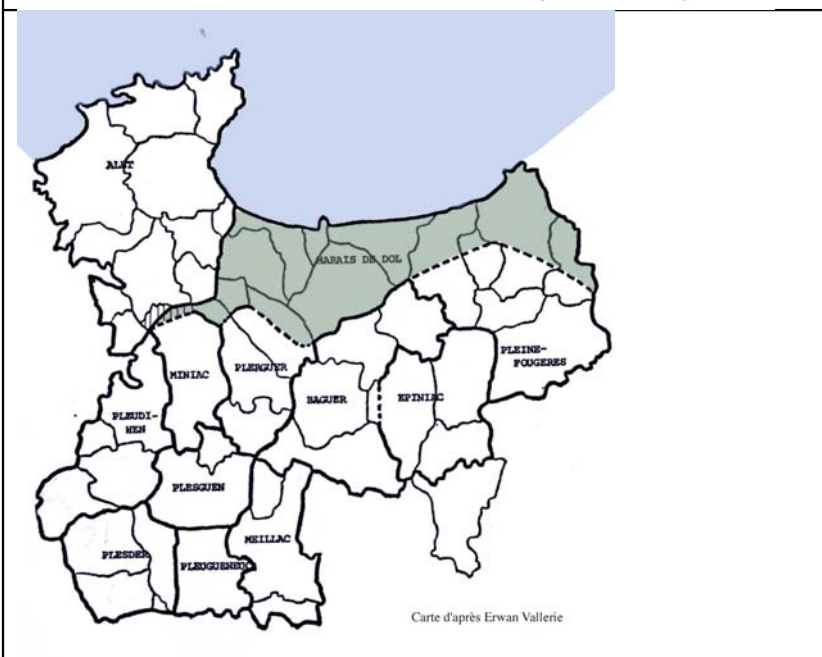 ALET
MARAIS DE DOL
PLEINE-
FOUGERES
MINIAC
PLERGUER
BAGUER
EPINIAC
PLEUDI-
HEN
PLESGUEN
MEILLAC
PLESDER
PLEUGUENEUC
Carte d'après Erwan Vallerie